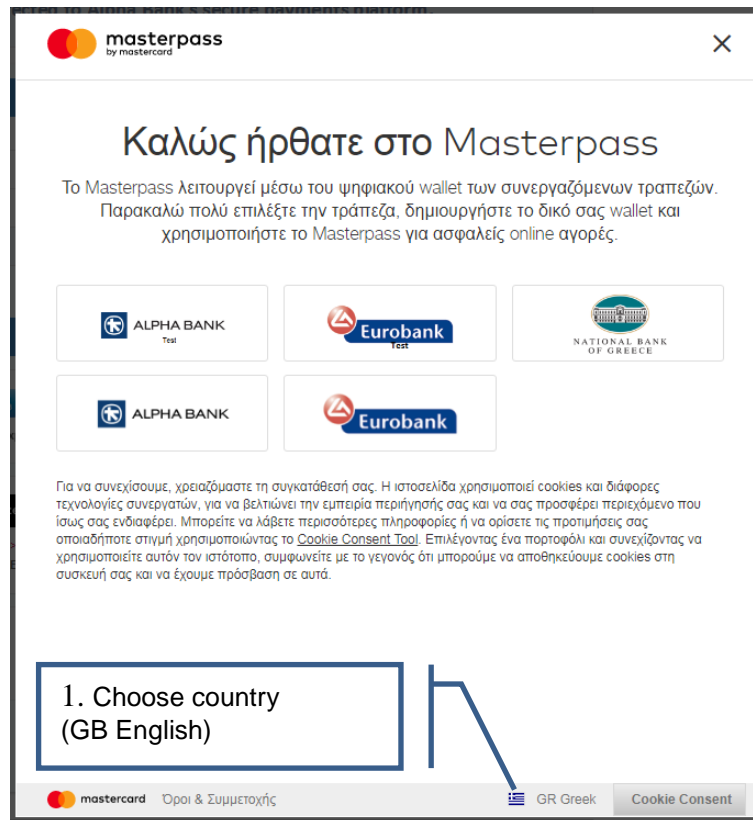 ected to Alpha Bank's secure payments platform.
masterpass
by mastercard
Καλώς ήρθατε στο Masterpass
Το Masterpass λειτουργεί μέσω του ψηφιακού wallet των συνεργαζόμενων τραπεζών.
Παρακαλώ πολύ επιλέξτε την τράπεζα, δημιουργήστε το δικό σας wallet και
χρησιμοποιήστε το Masterpass για ασφαλείς online αγορές.
ALPHA BANK
Test
Eurobank
Test
NATIONAL BANK
OF GREECE
ALPHA BANK
Eurobank
Για να συνεχίσουμε, χρειαζόμαστε τη συγκατάθεσή σας. Η ιστοσελίδα χρησιμοποιεί cookies και διάφορες
τεχνολογίες συνεργατών, για να βελτιώνει την εμπειρία περιήγησής σας και να σας προσφέρει περιεχόμενο που
ίσως σας ενδιαφέρει. Μπορείτε να λάβετε περισσότερες πληροφορίες ή να ορίσετε τις προτιμήσεις σας
οποιαδήποτε στιγμή χρησιμοποιώντας το Cookie Consent Tool. Επιλέγοντας ένα πορτοφόλι και συνεχίζοντας να
χρησιμοποιείτε αυτόν τον ιστότοπο, συμφωνείτε με το γεγονός ότι μπορούμε να αποθηκεύουμε cookies στη
συσκευή σας και να έχουμε πρόσβαση σε αυτά.
1. Choose country
(GB English)
mastercard Όροι & Συμμετοχής GR Greek Cookie Consent